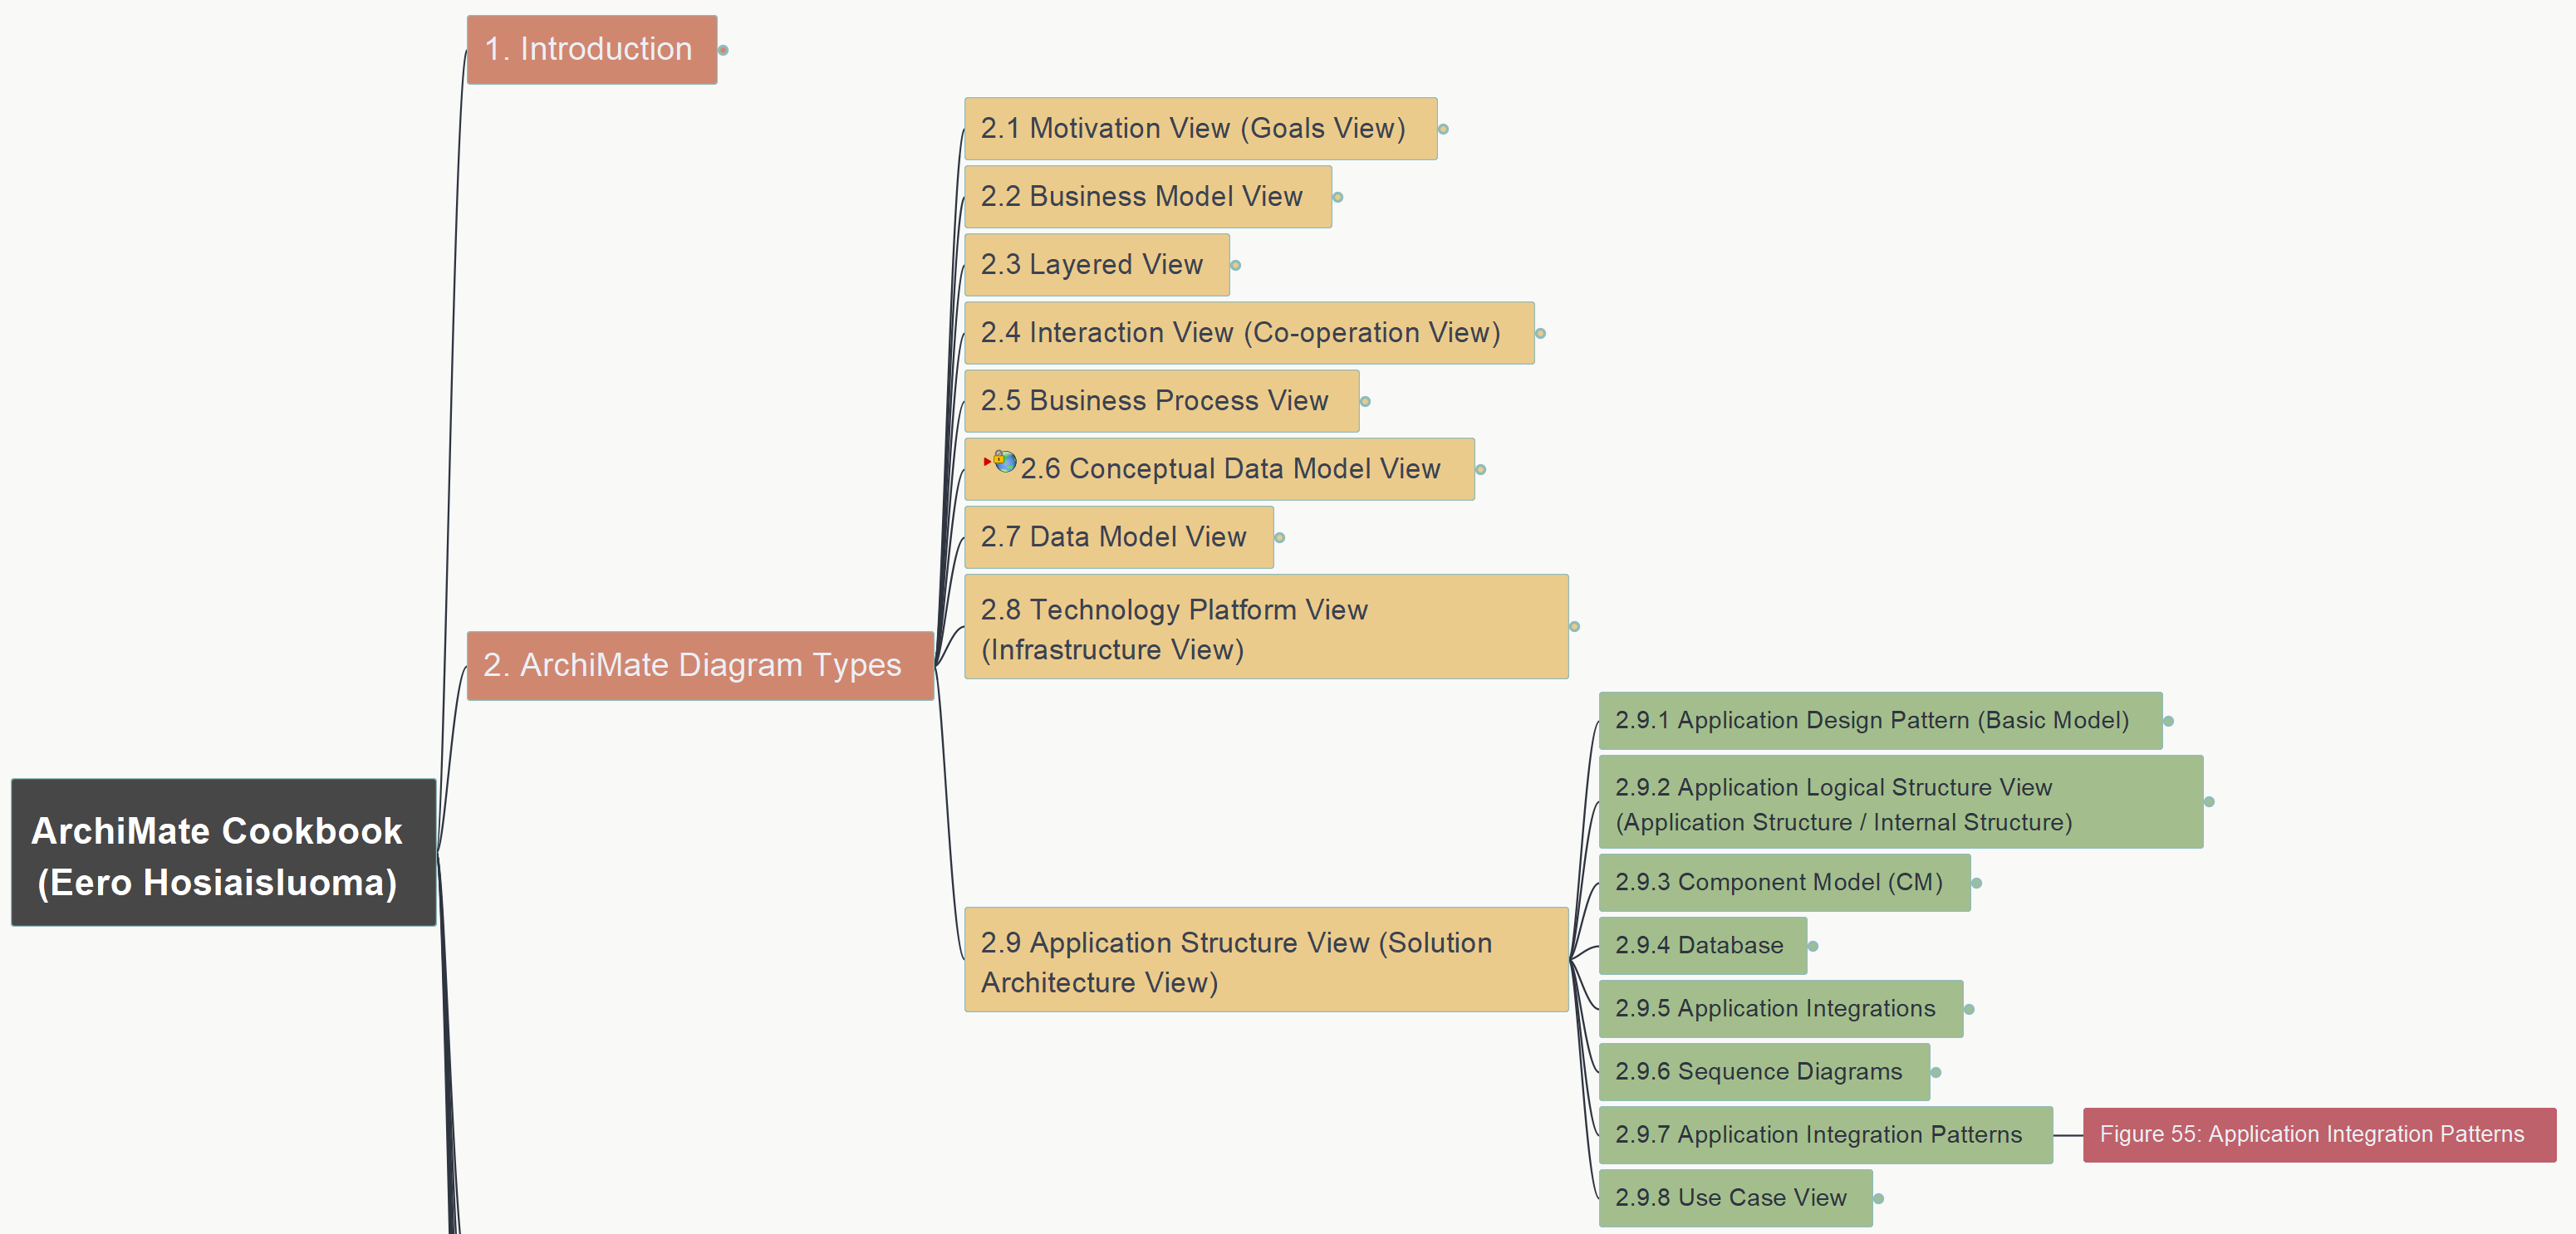 1. Introduction
2.1 Motivation View (Goals View)
2.2 Business Model View
2.3 Layered View
2.4 Interaction View (Co-operation View)
2.5 Business Process View
2.6 Conceptual Data Model View
2.7 Data Model View
2.8 Technology Platform View
(Infrastructure View)
2. ArchiMate Diagram Types
2.9.1 Application Design Pattern (Basic Model)
2.9.2 Application Logical Structure View
(Application Structure / Internal Structure)
ArchiMate Cookbook
(Eero Hosiaisluoma)
2.9.3 Component Model (CM)
2.9.4 Database
2.9 Application Structure View (Solution
Architecture View)
2.9.5 Application Integrations
2.9.6 Sequence Diagrams
2.9.7 Application Integration Patterns
Figure 55: Application Integration Patterns
2.9.8 Use Case View